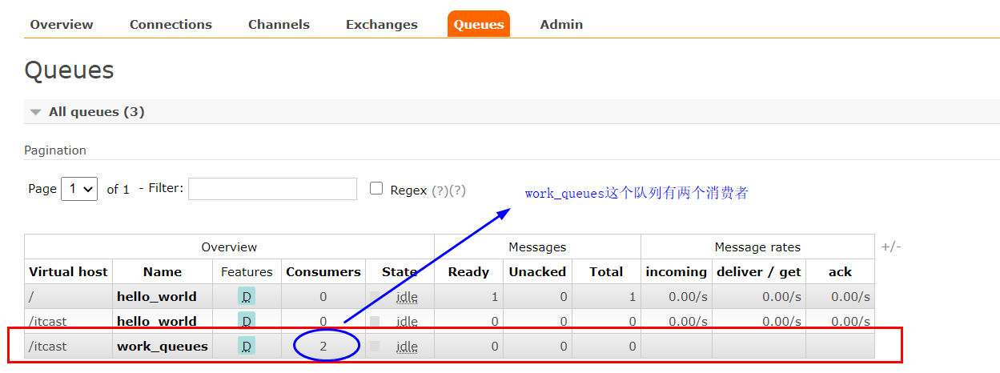 Overview Connections Channels Exchanges Queues Admin
Queues
All queues (3)
Pagination
Page 1 of 1 - Filter: Regex (?)(?)
work_queues这个队列有两个消费者
Overview Messages Message rates +/-
Virtual host Name Features Consumers State Ready Unacked Total incoming deliver / get ack
/ hello_world D 0 idle 1 0 1 0.00/s 0.00/s 0.00/s
/itcast hello_world D 0 idle 0 0 0 0.00/s 0.00/s 0.00/s
/itcast work_queues D 2 idle 0 0 0